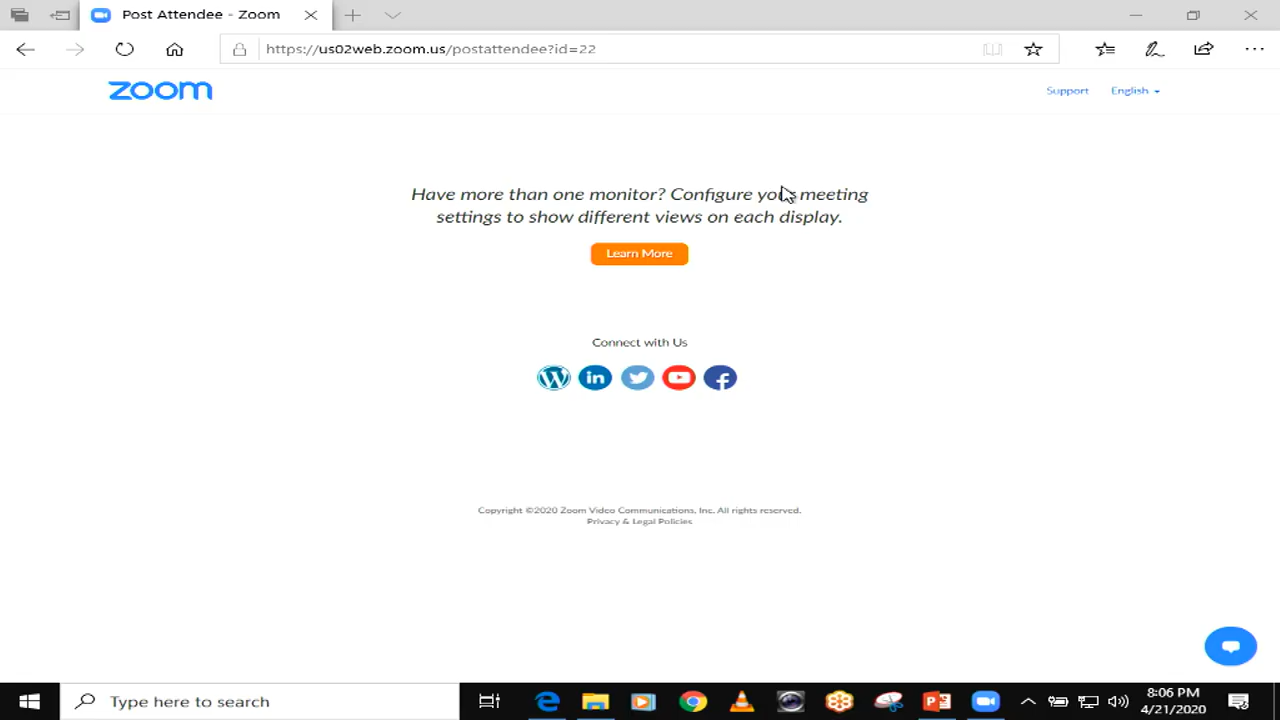 Post Attendee - Zoom
https://us02web.zoom.us/postattendee?id=22
zoom
Support
English
Have more than one monitor? Configure your meeting
settings to show different views on each display.
Learn More
Connect with Us
Copyright ©2020 Zoom Video Communications, Inc. All rights reserved.
Privacy & Legal Policies
Type here to search
8:06 PM
4/21/2020